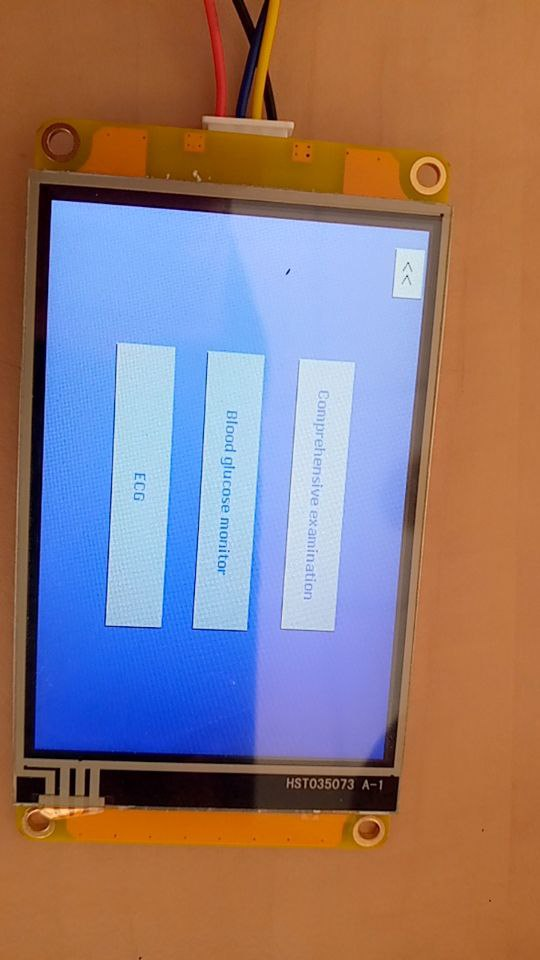 <<
Comprehensive examination
Blood glucose monitor
ECG
HST035073 A-1